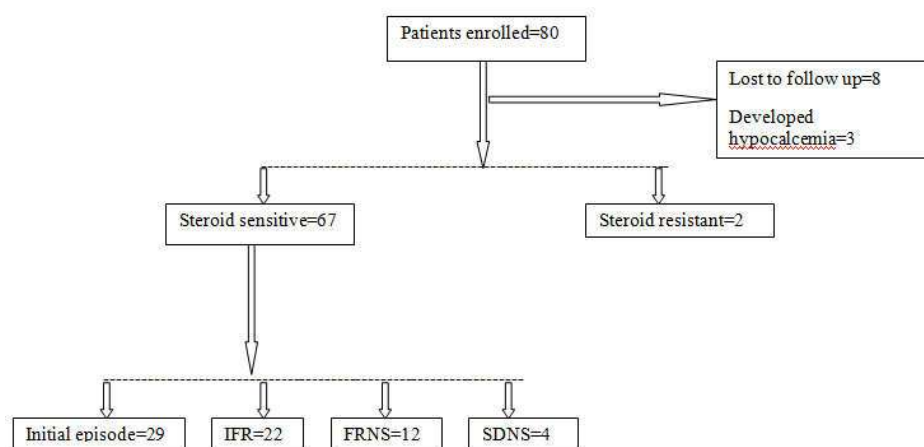 Patients enrolled=80
Lost to follow up=8
Developed
hypocalcemia=3
Steroid sensitive=67
Steroid resistant=2
Initial episode=29
IFR=22
FRNS=12
SDNS=4